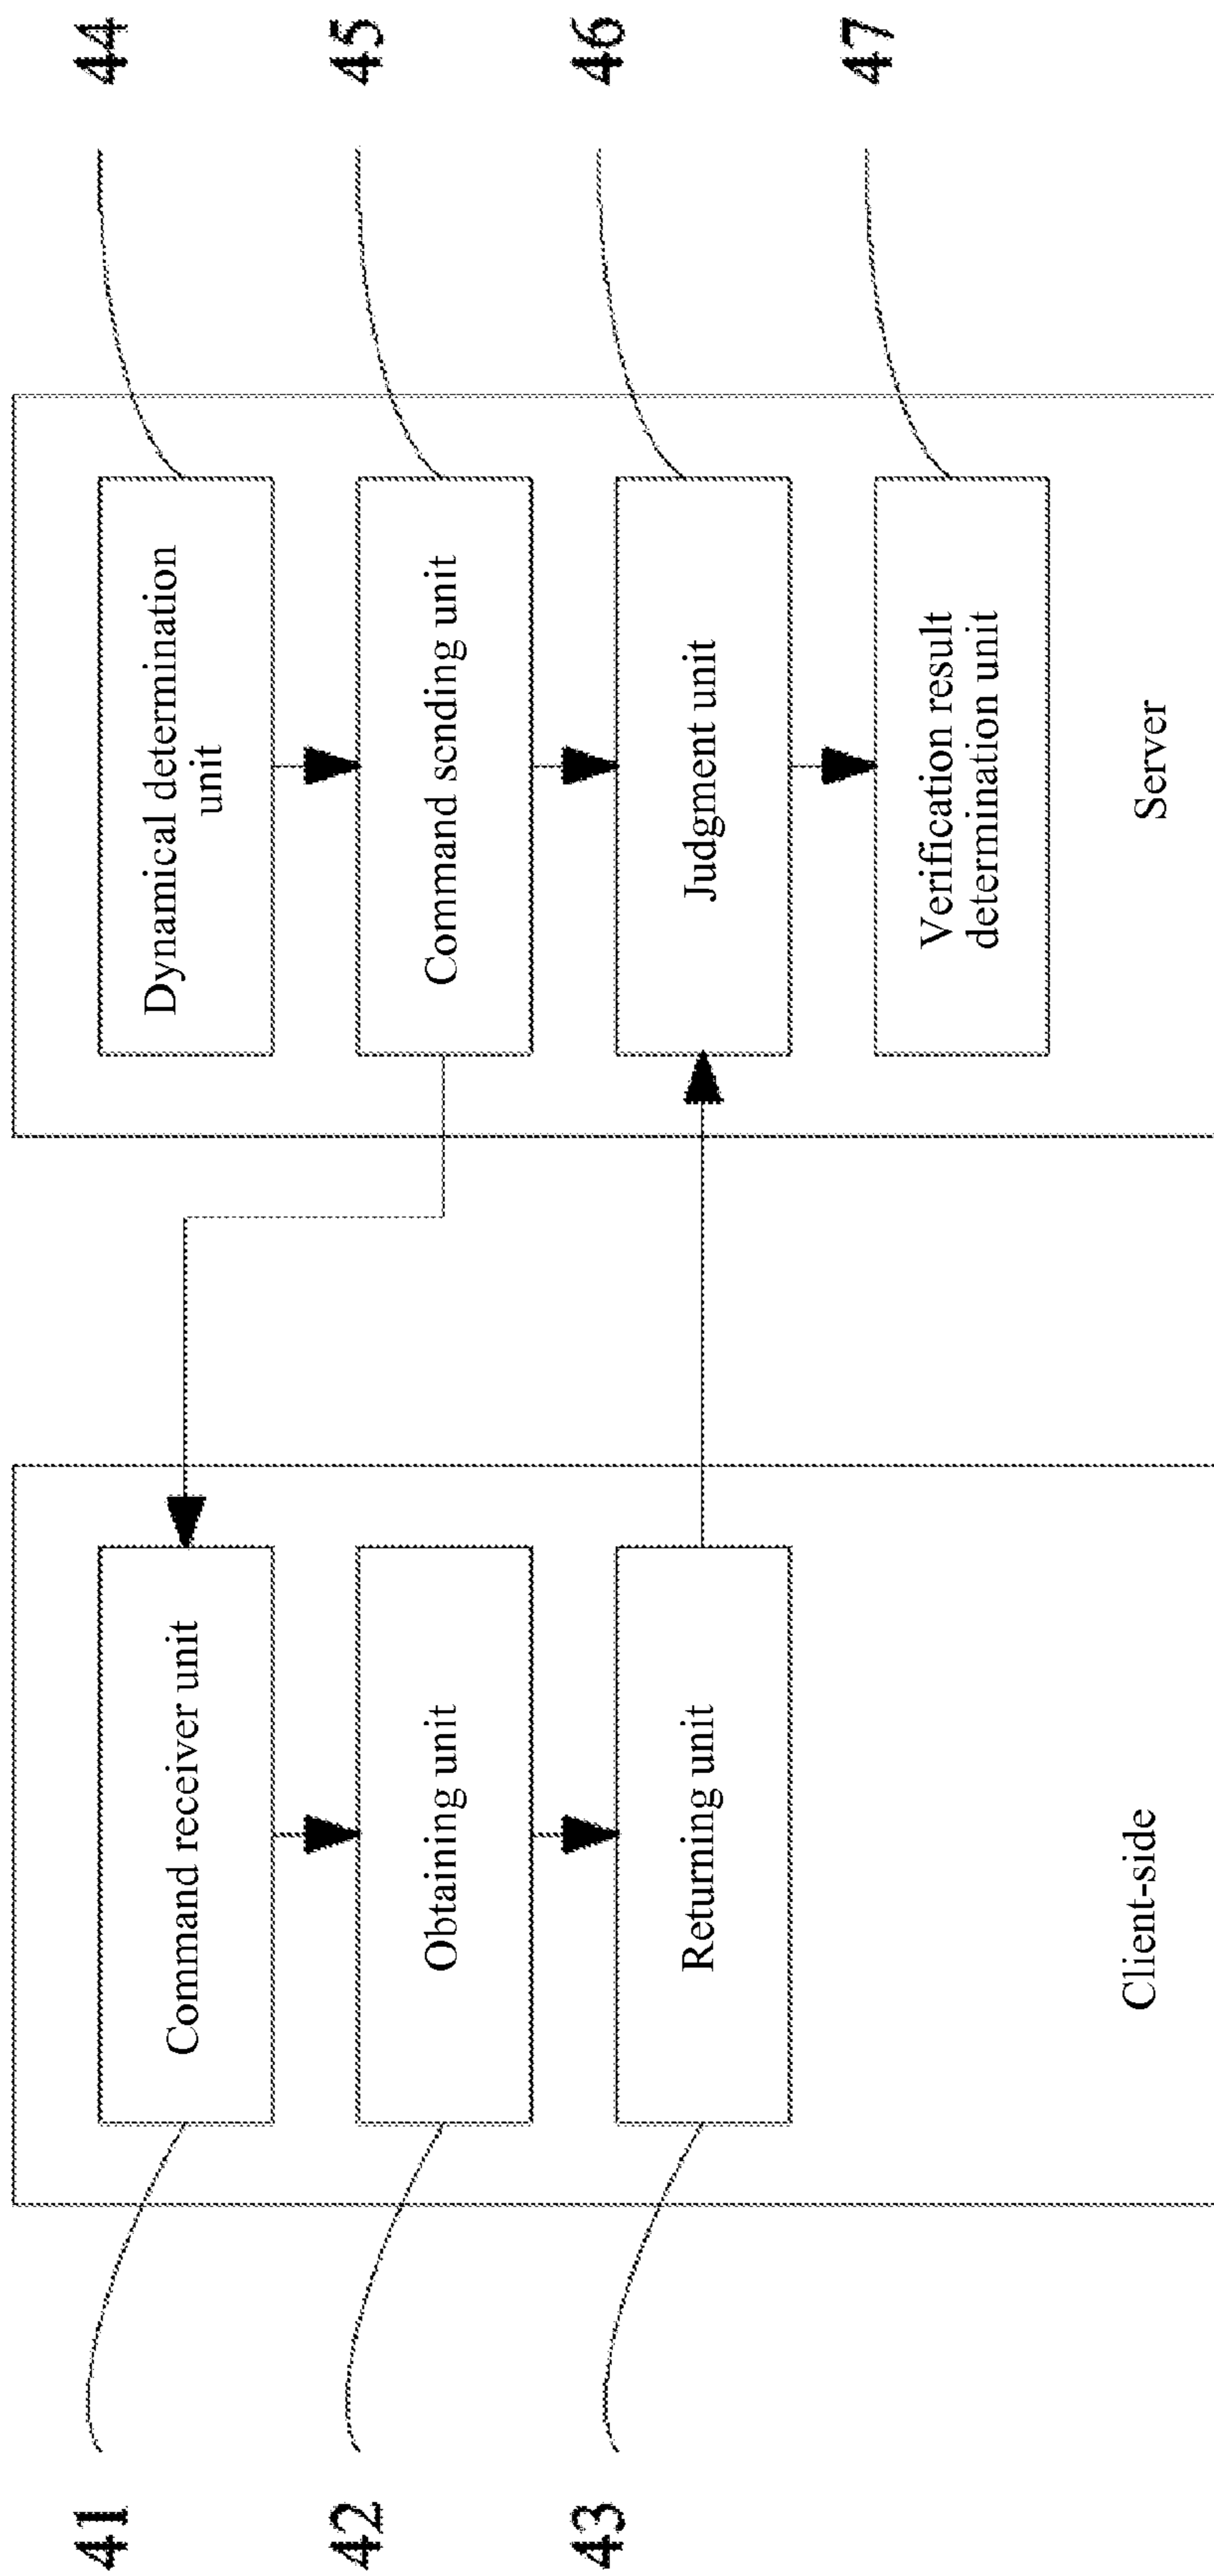 41
Command receiver unit
42
Obtaining unit
43
Returning unit
Client-side
44
Dynamical determination
unit
45
Command sending unit
46
Judgment unit
47
Verification result
determination unit
Server